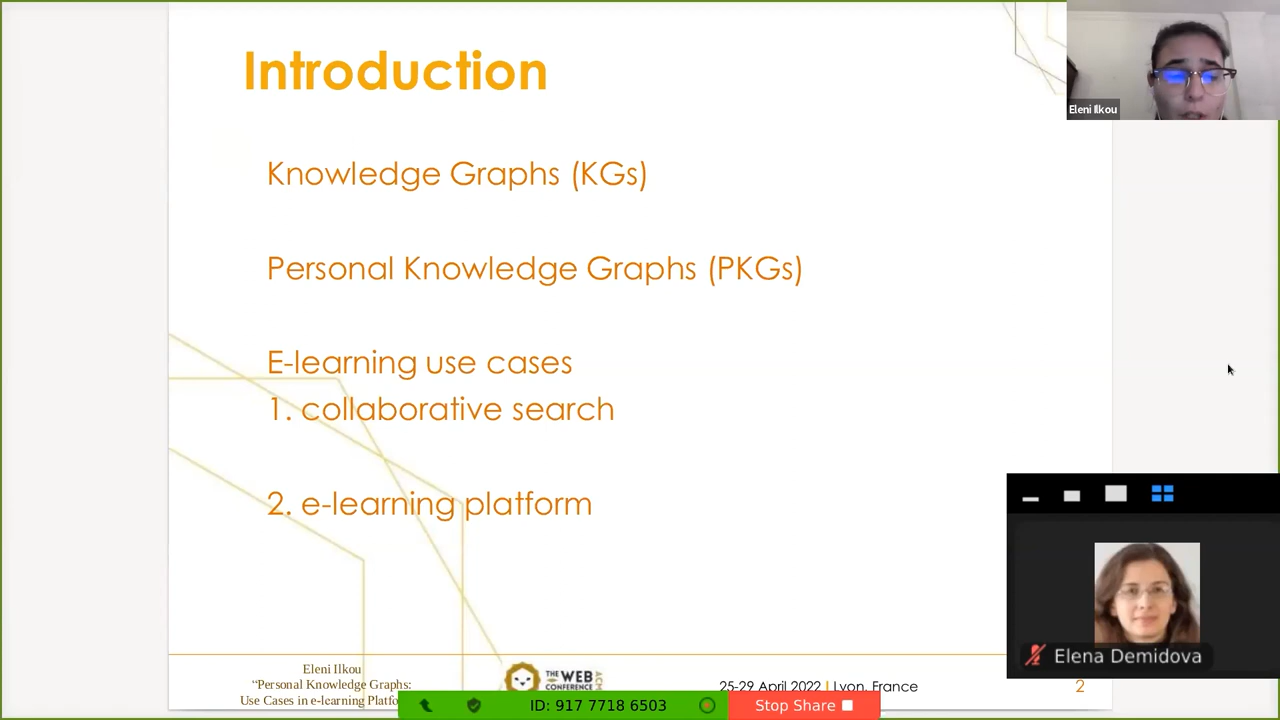 Introduction
Eleni Ilkou
Knowledge Graphs (KGs)
Personal Knowledge Graphs (PKGs)
E-learning use cases
1. collaborative search
2. e-learning platform
Elena Demidova
Eleni Ilkou
"Personal Knowledge Graphs:
Use Cases in e-learning Platfo
THE WEB
CONFERENCE
ACM
25-29 April 2022 | Lyon, France
2
ID: 917 7718 6503
Stop Share